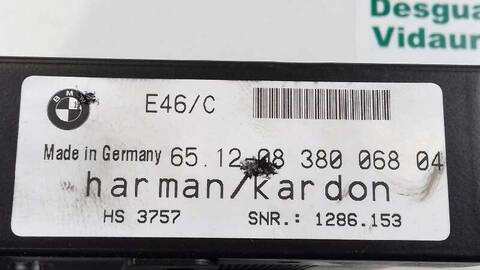 Desgua
Vidaur
BMW
E46/C
Made in Germany 65.12-08 380 068 04
harman/kardon
HS 3757 SNR.: 1286.153